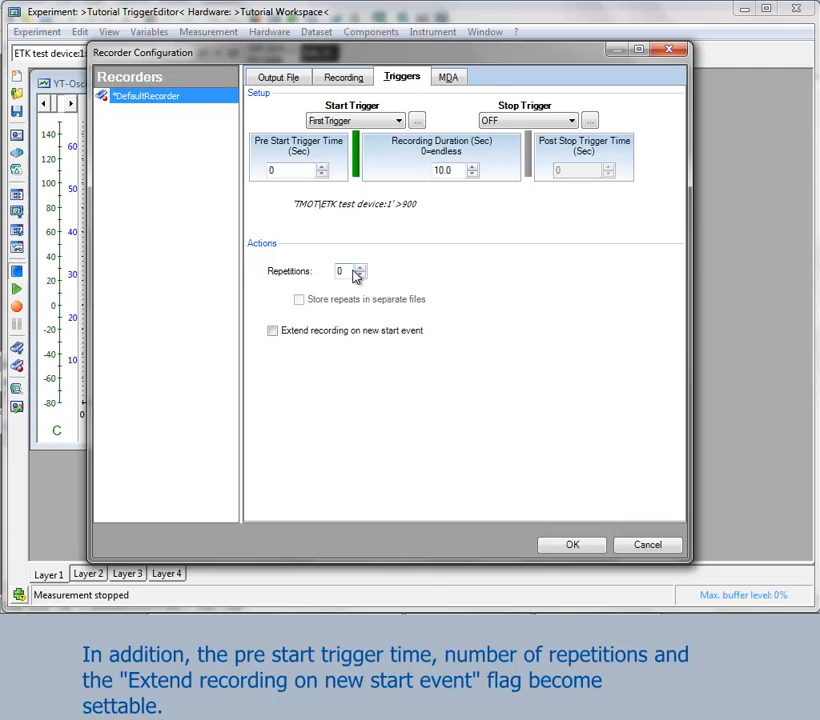 Experiment: >Tutorial TriggerEditor< Hardware: >Tutorial Workspace<
Experiment Edit View Variables Measurement Hardware Dataset Components Instrument Window ?
ETK test device:1:
Recorder Configuration
YT-Osc
Recorders
*DefaultRecorder
Output File Recording Triggers MDA
Setup
Start Trigger Stop Trigger
FirstTrigger ... OFF ...
Pre Start Trigger Time (Sec)
0
Recording Duration (Sec)
0=endless
10.0
Post Stop Trigger Time (Sec)
0
'TMOT\ETK test device:1' >900
Actions
Repetitions: 0
Store repeats in separate files
Extend recording on new start event
140
120
100
80
60
40
20
0
-20
-40
-60
-80
C
60
50
40
30
20
10
0
OK Cancel
Layer 1 Layer 2 Layer 3 Layer 4
Measurement stopped Max. buffer level: 0%
In addition, the pre start trigger time, number of repetitions and
the "Extend recording on new start event" flag become
settable.